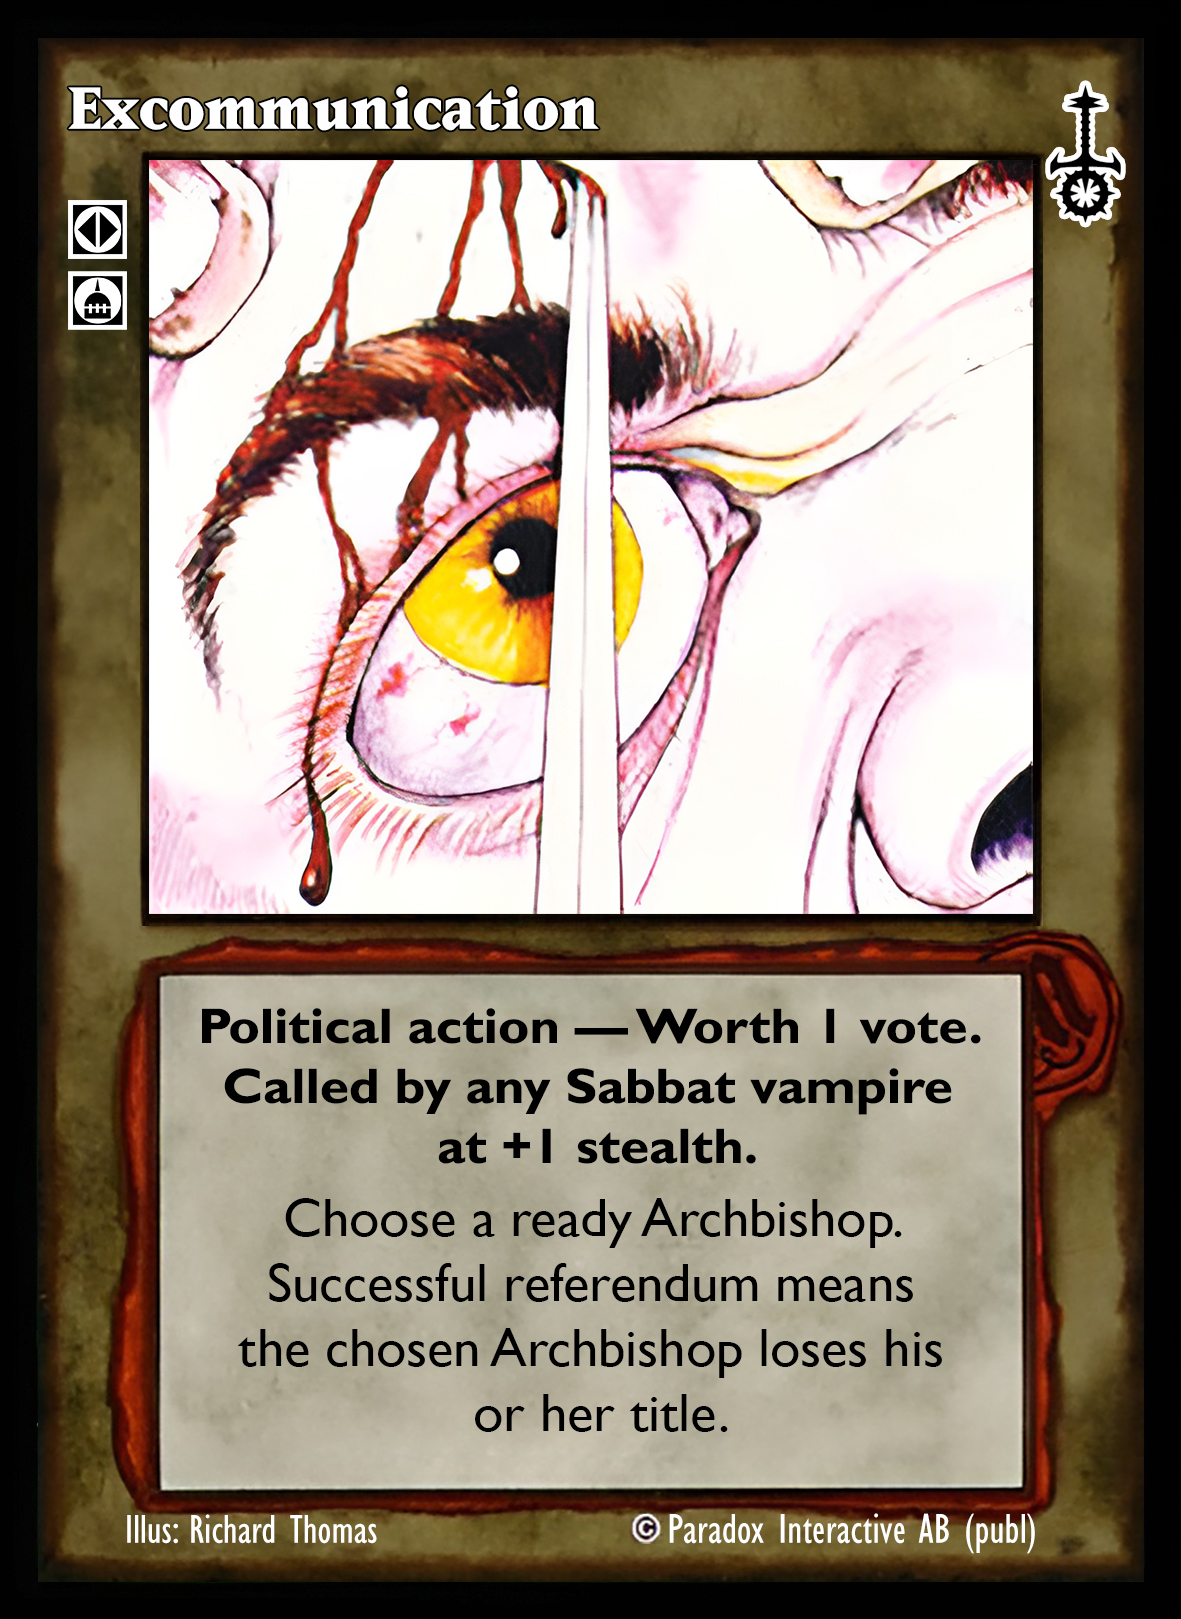 Excommunication
Political action — Worth 1 vote.
Called by any Sabbat vampire
at +1 stealth.
Choose a ready Archbishop.
Successful referendum means
the chosen Archbishop loses his
or her title.
Illus: Richard Thomas
© Paradox Interactive AB (publ)